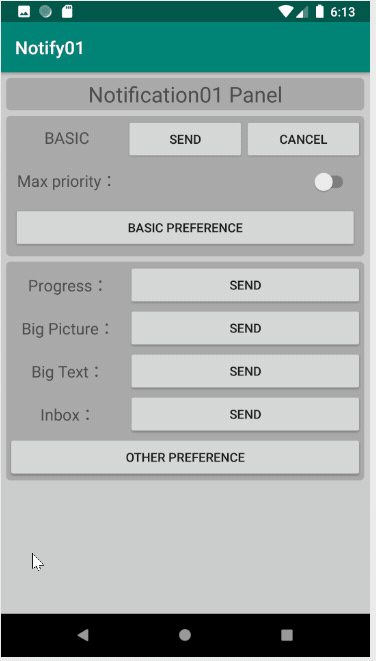 6:13
Notify01
Notification01 Panel
BASIC SEND CANCEL
Max priority：
BASIC PREFERENCE
Progress： SEND
Big Picture： SEND
Big Text： SEND
Inbox： SEND
OTHER PREFERENCE